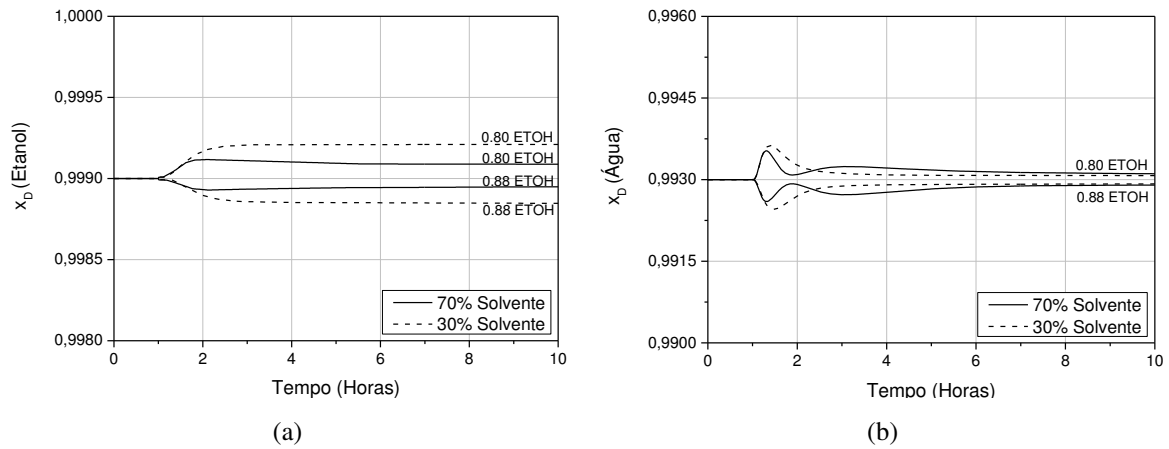 1,0000
0,9995
0,9990
0,9985
0,9980
x_D (Etanol)
0.80 ETOH
0.80 ETOH
0.88 ETOH
0.88 ETOH
70% Solvente
30% Solvente
0 2 4 6 8 10
Tempo (Horas)
(a)
0,9960
0,9945
0,9930
0,9915
0,9900
x_D (Água)
0.80 ETOH
0.88 ETOH
70% Solvente
30% Solvente
0 2 4 6 8 10
Tempo (Horas)
(b)